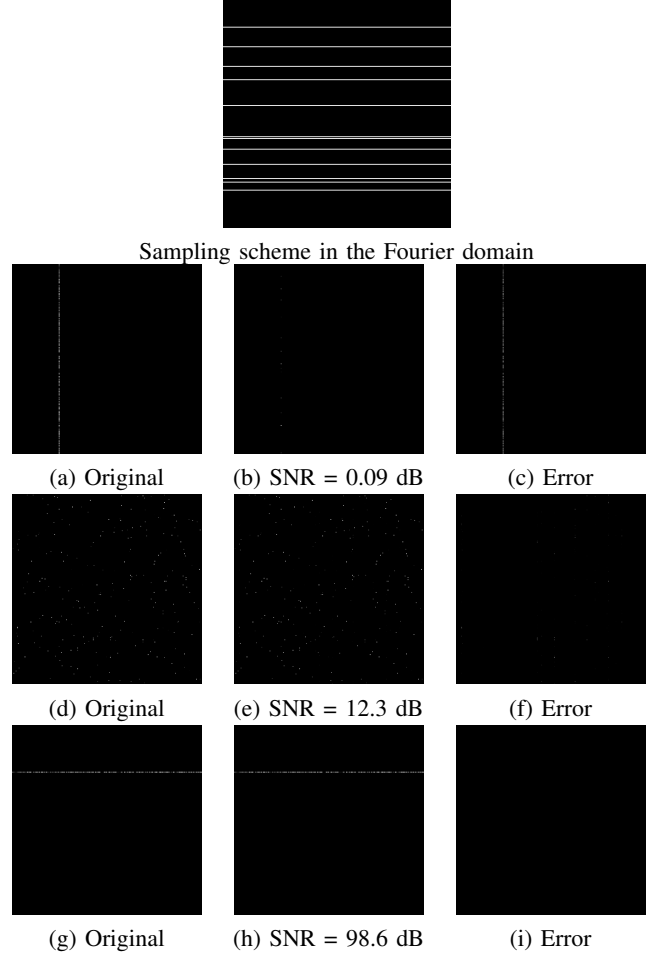 Sampling scheme in the Fourier domain
(a) Original (b) SNR = 0.09 dB (c) Error
(d) Original (e) SNR = 12.3 dB (f) Error
(g) Original (h) SNR = 98.6 dB (i) Error